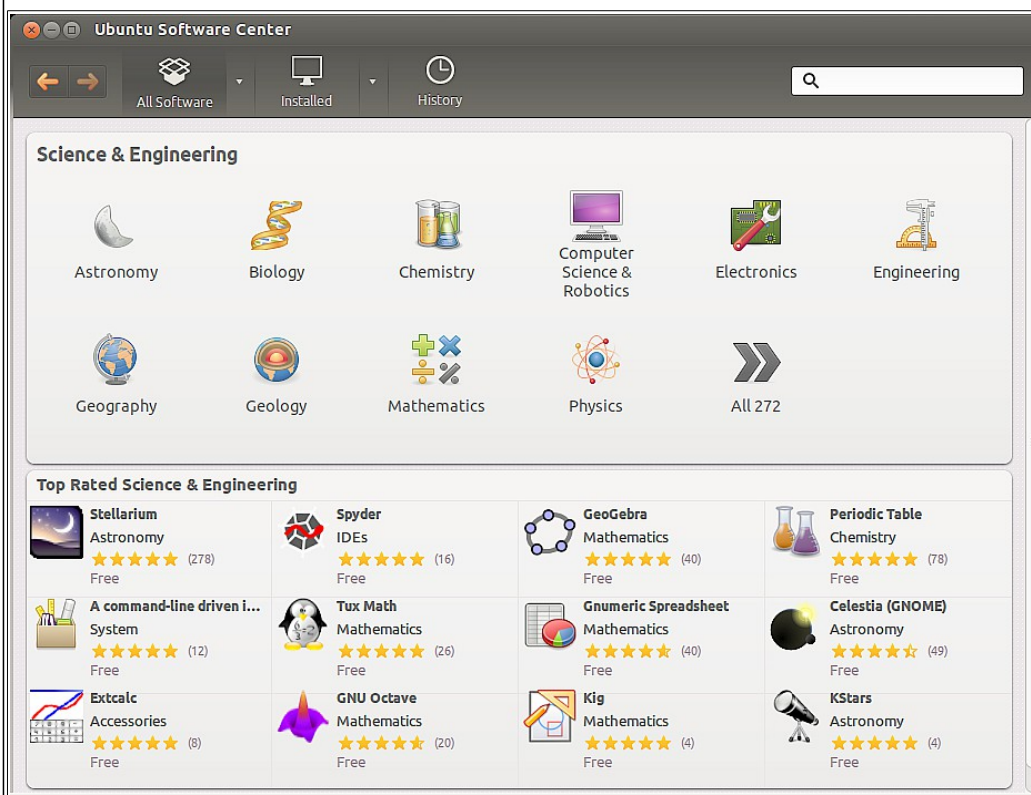 Ubuntu Software Center
All Software
Installed
History
Science & Engineering
Astronomy
Biology
Chemistry
Computer
Science &
Robotics
Electronics
Engineering
Geography
Geology
Mathematics
Physics
All 272
Top Rated Science & Engineering
Stellarium
Astronomy
(278)
Free
Spyder
IDEs
(16)
Free
GeoGebra
Mathematics
(40)
Free
Periodic Table
Chemistry
(78)
Free
A command-line driven i...
System
(12)
Free
Tux Math
Mathematics
(26)
Free
Gnumeric Spreadsheet
Mathematics
(40)
Free
Celestia (GNOME)
Astronomy
(49)
Free
Extcalc
Accessories
(8)
Free
GNU Octave
Mathematics
(20)
Free
Kig
Mathematics
(4)
Free
KStars
Astronomy
(4)
Free